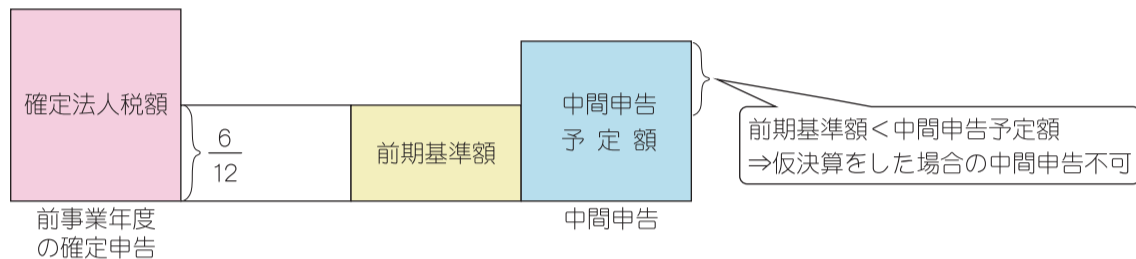 確定法人税額
6
12
前期基準額
中間申告
予定額
前期基準額<中間申告予定額
⇒仮決算をした場合の中間申告不可
前事業年度
の確定申告
中間申告